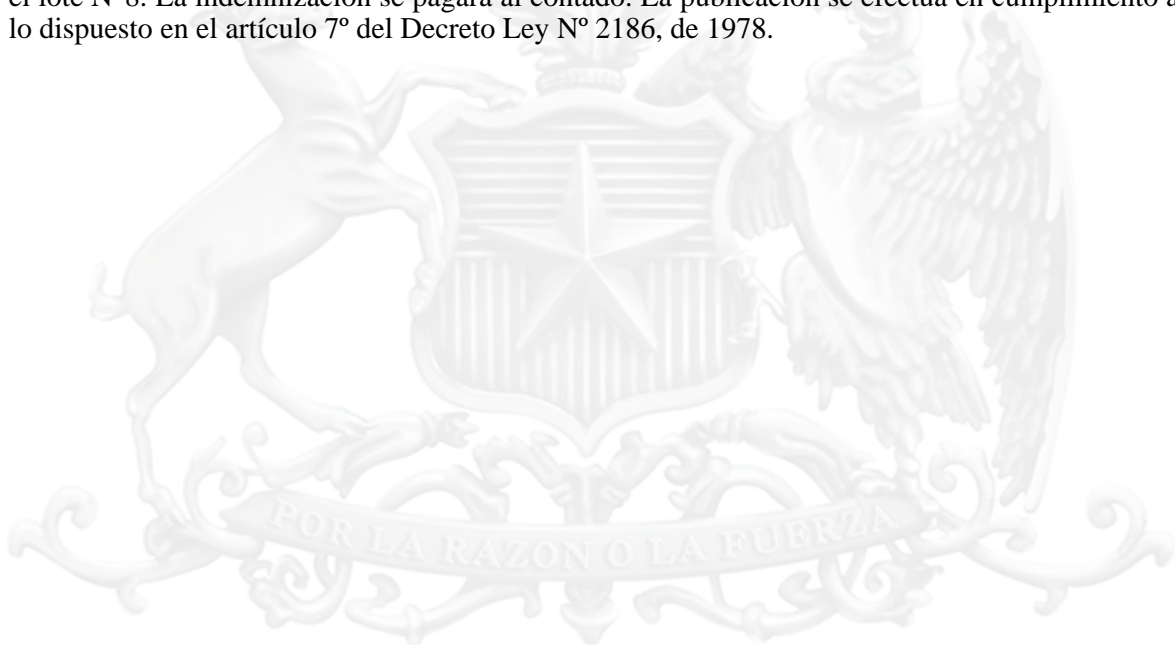 el lote Nº 8. La indemnización se pagará al contado. La publicación se efectúa en cumplimiento a
lo dispuesto en el artículo 7º del Decreto Ley Nº 2186, de 1978.
POR LA RAZON O LA FUERZA